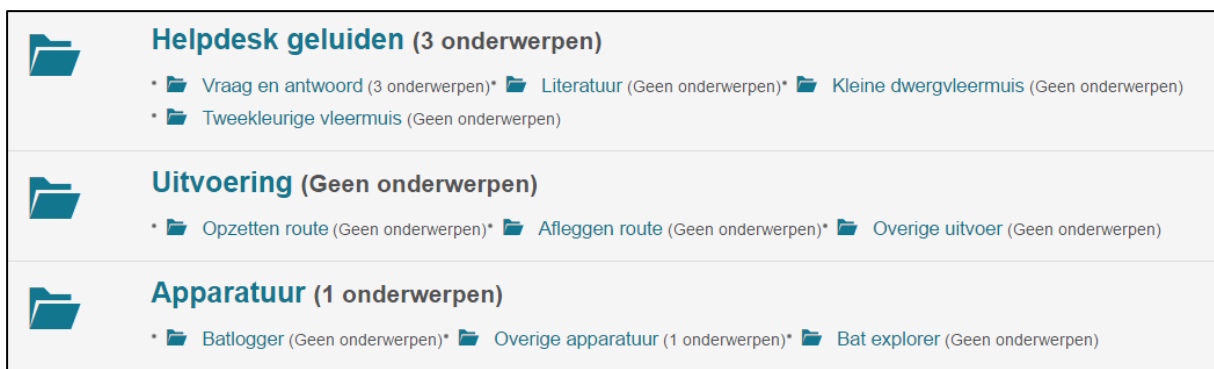 Helpdesk geluiden (3 onderwerpen)
* Vraag en antwoord (3 onderwerpen)* Literatuur (Geen onderwerpen)* Kleine dwergvleermuis (Geen onderwerpen)
* Tweekleurige vleermuis (Geen onderwerpen)
Uitvoering (Geen onderwerpen)
* Opzetten route (Geen onderwerpen)* Afleggen route (Geen onderwerpen)* Overige uitvoer (Geen onderwerpen)
Apparatuur (1 onderwerpen)
* Batlogger (Geen onderwerpen)* Overige apparatuur (1 onderwerpen)* Bat explorer (Geen onderwerpen)